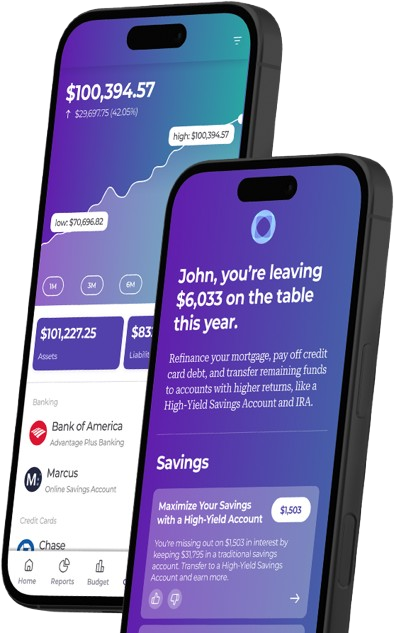 $100,394.57
↑ $29,697.75 (42.05%)
high: $100,394.57
low: $70,696.82
1M
3M
6M
$101,227.25
Assets
$83
Banking
Bank of America
Advantage Plus Banking
M:
Marcus
Online Savings Account
Credit Cards
Chase
Home
Reports
Budget
John, you’re leaving
$6,033 on the table
this year.
Refinance your mortgage, pay off credit
card debt, and transfer remaining funds
to accounts with higher returns, like a
High-Yield Savings Account and IRA.
Savings
Maximize Your Savings
with a High-Yield Account
$1,503
You're missing out on $1,503 in interest by
keeping $31,795 in a traditional savings
account. Transfer to a High-Yield Savings
Account and earn more.